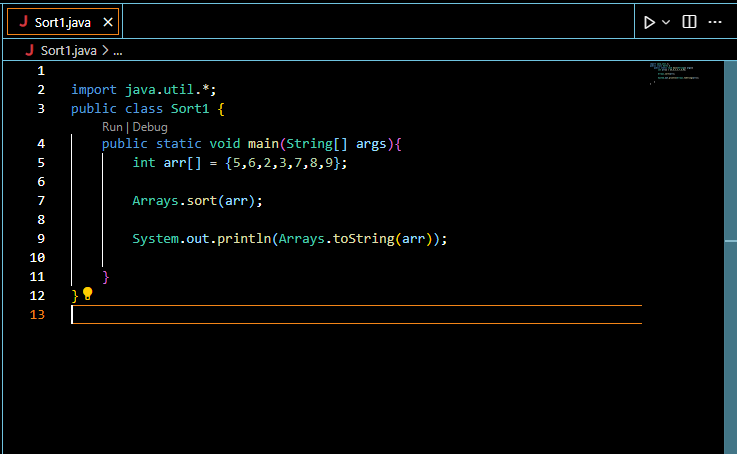 J Sort1.java ×
J Sort1.java > ...
1
2 import java.util.*;
3 public class Sort1 {
Run | Debug
4     public static void main(String[] args){
5         int arr[] = {5,6,2,3,7,8,9};
6
7         Arrays.sort(arr);
8
9         System.out.println(Arrays.toString(arr));
10
11     }
12 }
13